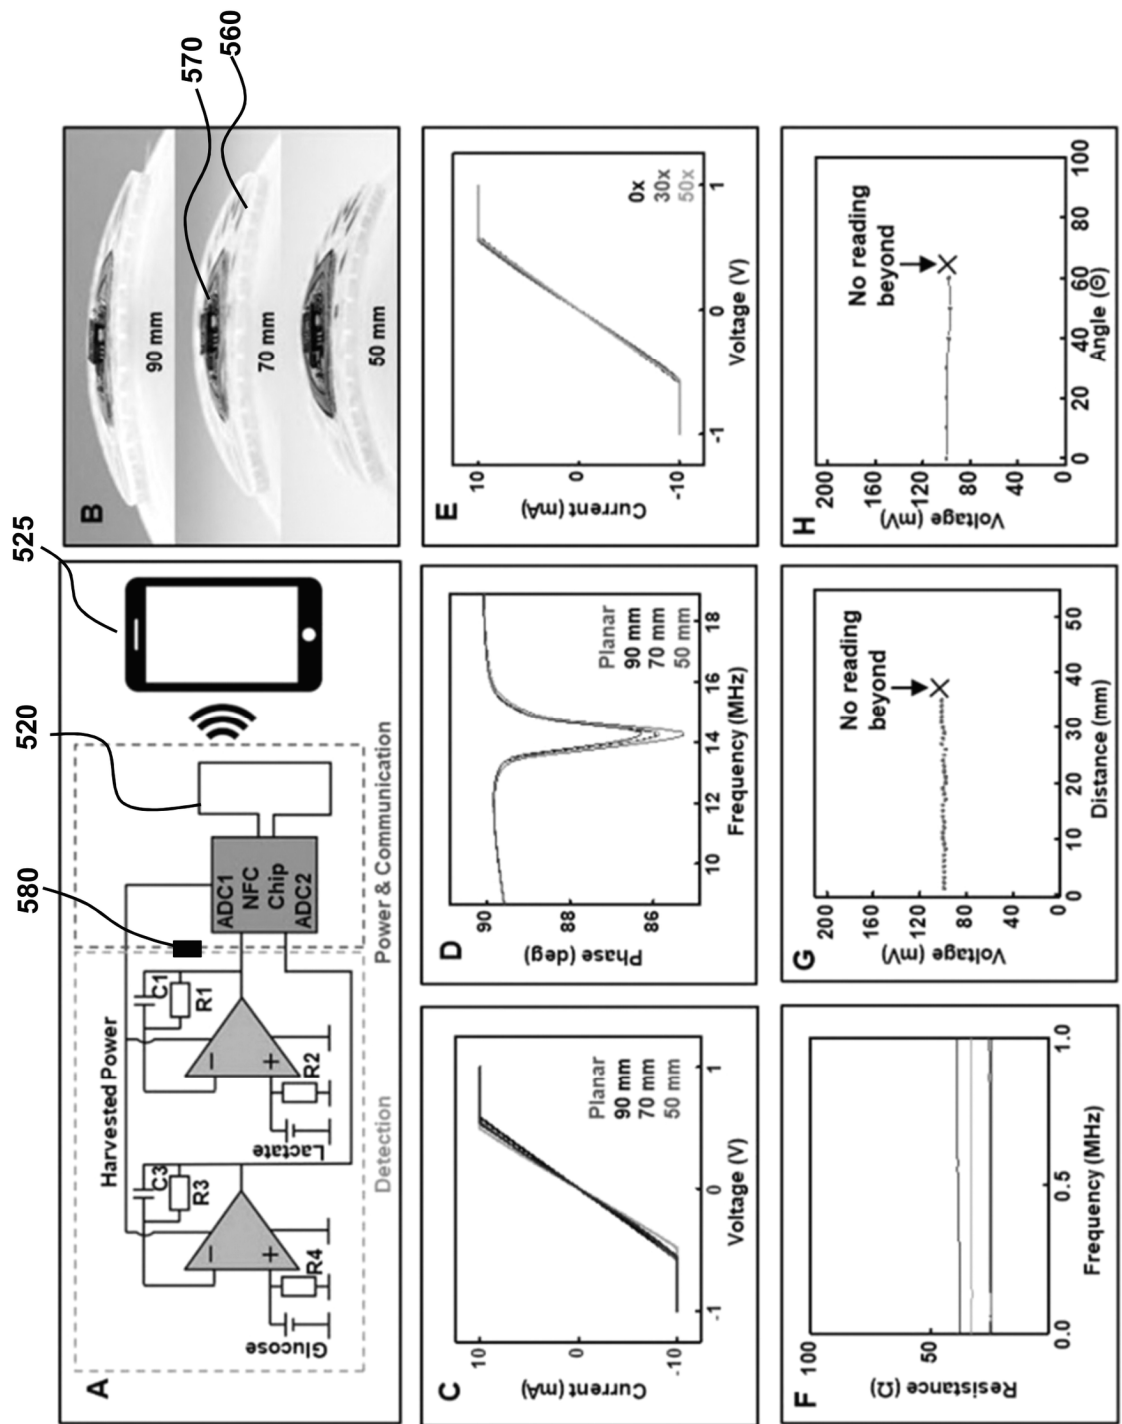 525
520
580
570
560
A
Harvested Power
C3
R3
C1
R1
−
+
−
+
R4
R2
Glucose
Lactate
ADC1
NFC
Chip
ADC2
Detection
Power & Communication
B
90 mm
70 mm
50 mm
C
Current (mA)
10
0
-10
-1
0
1
Voltage (V)
Planar
90 mm
70 mm
50 mm
D
Phase (deg)
90
88
86
10
12
14
16
18
Frequency (MHz)
Planar
90 mm
70 mm
50 mm
E
Current (mA)
10
0
-10
-1
0
1
Voltage (V)
0x
30x
50x
F
Resistance (Ω)
100
50
0.0
0.5
1.0
Frequency (MHz)
G
Voltage (mV)
200
160
120
80
40
0
0
10
20
30
40
50
Distance (mm)
No reading
beyond
H
Voltage (mV)
200
160
120
80
40
0
0
20
40
60
80
100
Angle (Θ)
No reading
beyond